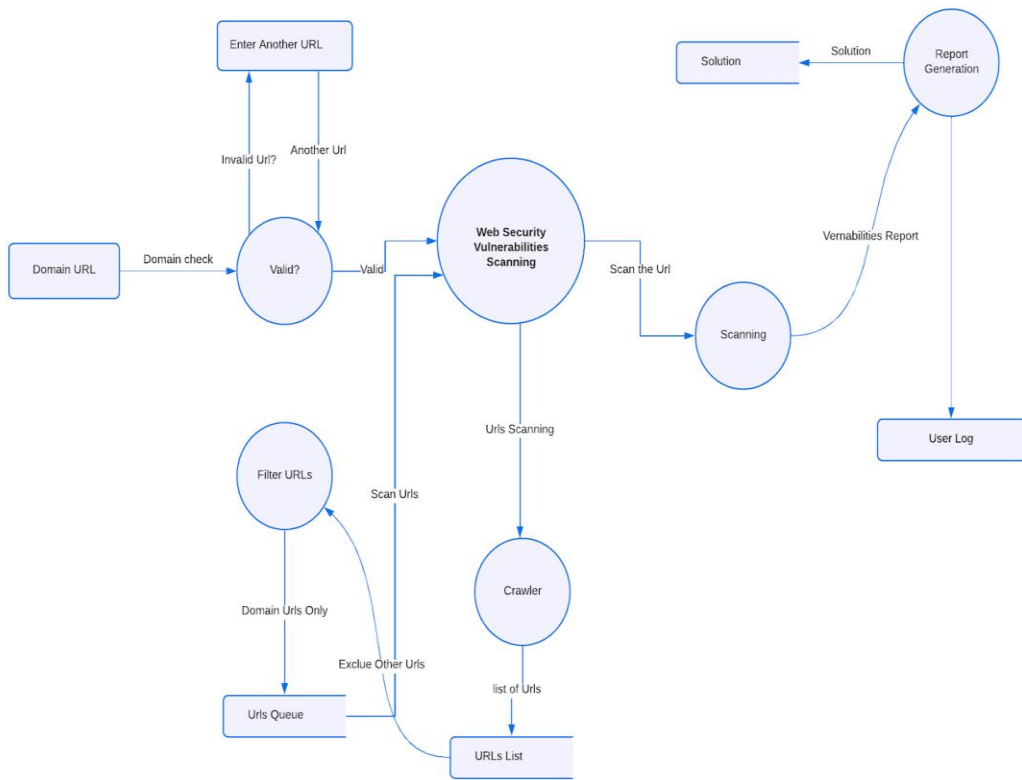 Enter Another URL
Solution
Solution
Report
Generation
Invalid Url?
Another Url
Domain URL
Domain check
Valid?
Valid
Web Security
Vulnerabilities
Scanning
Scan the Url
Vernabilities Report
Scanning
Urls Scanning
User Log
Filter URLs
Scan Urls
Crawler
Domain Urls Only
Exclue Other Urls
list of Urls
Urls Queue
URLs List